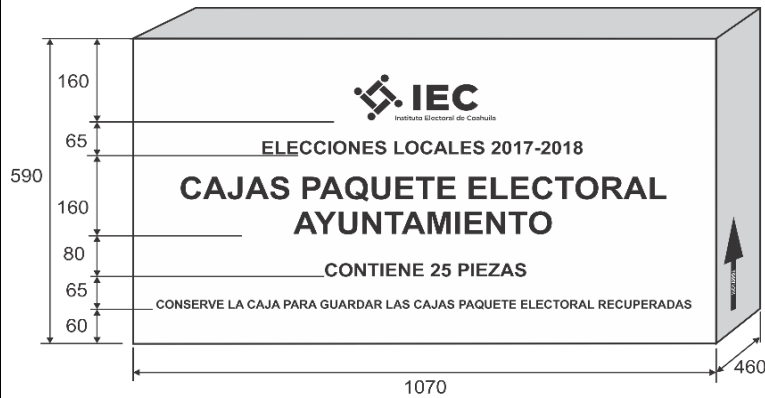 160
IEC
Instituto Electoral de Coahuila
65
ELECCIONES LOCALES 2017-2018
590
CAJAS PAQUETE ELECTORAL
160
AYUNTAMIENTO
80
CONTIENE 25 PIEZAS
65
CONSERVE LA CAJA PARA GUARDAR LAS CAJAS PAQUETE ELECTORAL RECUPERADAS
60
460
1070